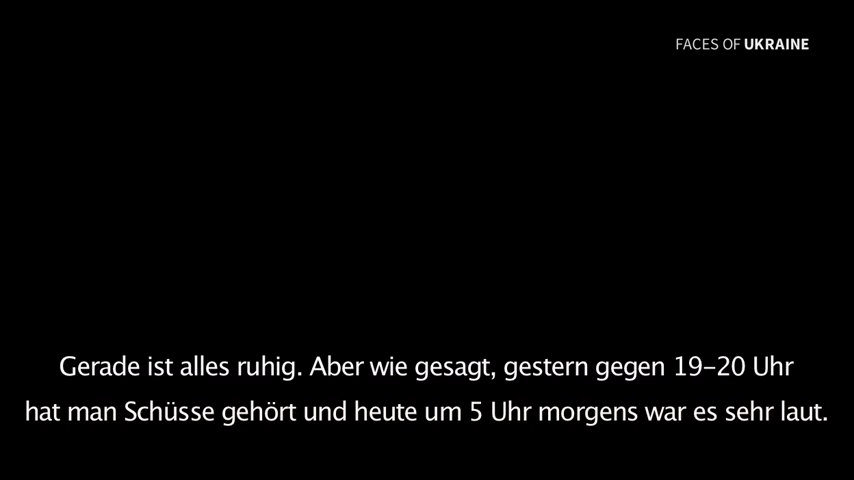 FACES OF UKRAINE
Gerade ist alles ruhig. Aber wie gesagt, gestern gegen 19–20 Uhr
hat man Schüsse gehört und heute um 5 Uhr morgens war es sehr laut.